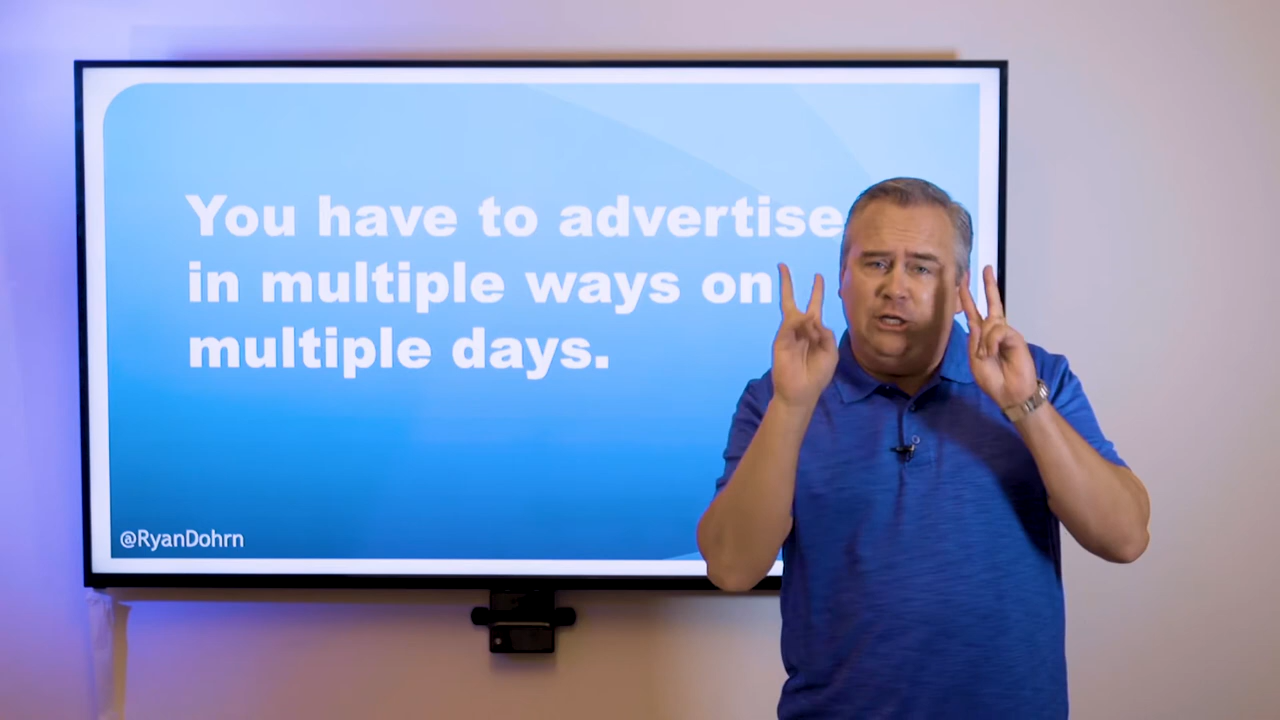 You have to advertise
in multiple ways on
multiple days.
@RyanDohrn